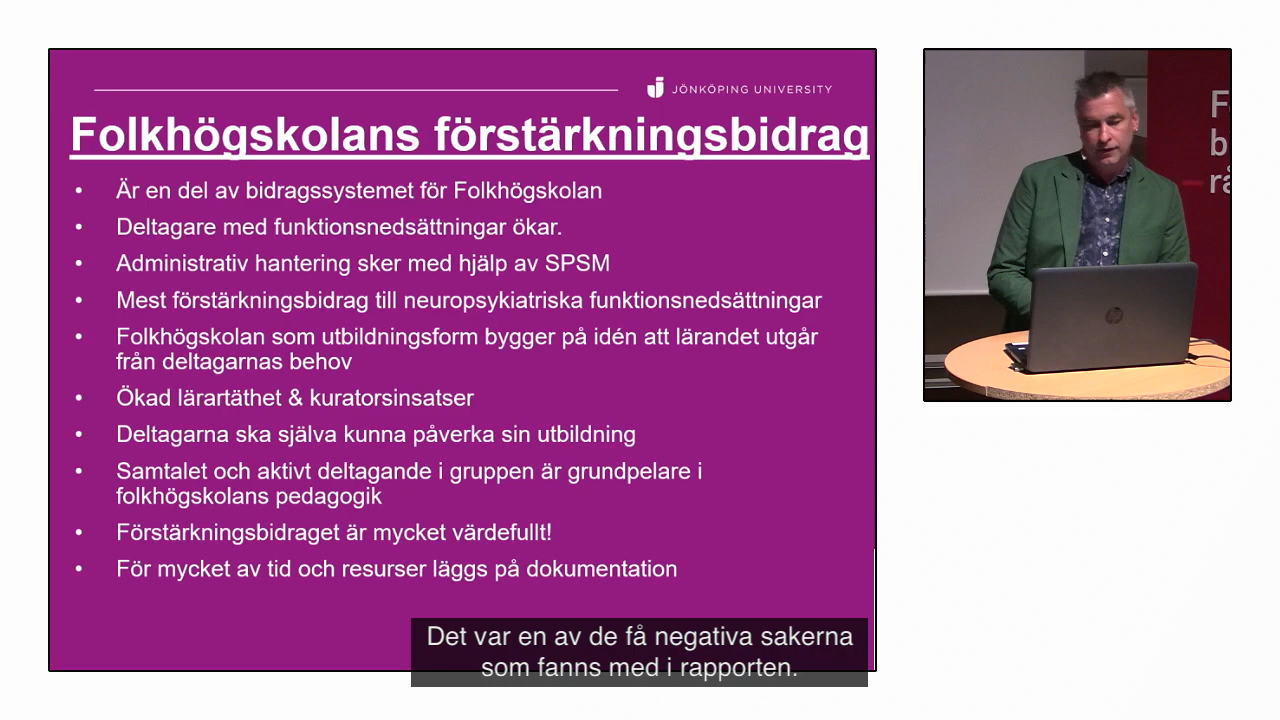 JÖNKÖPING UNIVERSITY
Folkhögskolans förstärkningsbidrag
• Är en del av bidragssystemet för Folkhögskolan
• Deltagare med funktionsnedsättningar ökar.
• Administrativ hantering sker med hjälp av SPSM
• Mest förstärkningsbidrag till neuropsykiatriska funktionsnedsättningar
• Folkhögskolan som utbildningsform bygger på idén att lärandet utgår
från deltagarnas behov
• Ökad lärartäthet & kuratorsinsatser
• Deltagarna ska själva kunna påverka sin utbildning
• Samtalet och aktivt deltagande i gruppen är grundpelare i
folkhögskolans pedagogik
• Förstärkningsbidraget är mycket värdefullt!
• För mycket av tid och resurser läggs på dokumentation
Det var en av de få negativa sakerna
som fanns med i rapporten.
hp